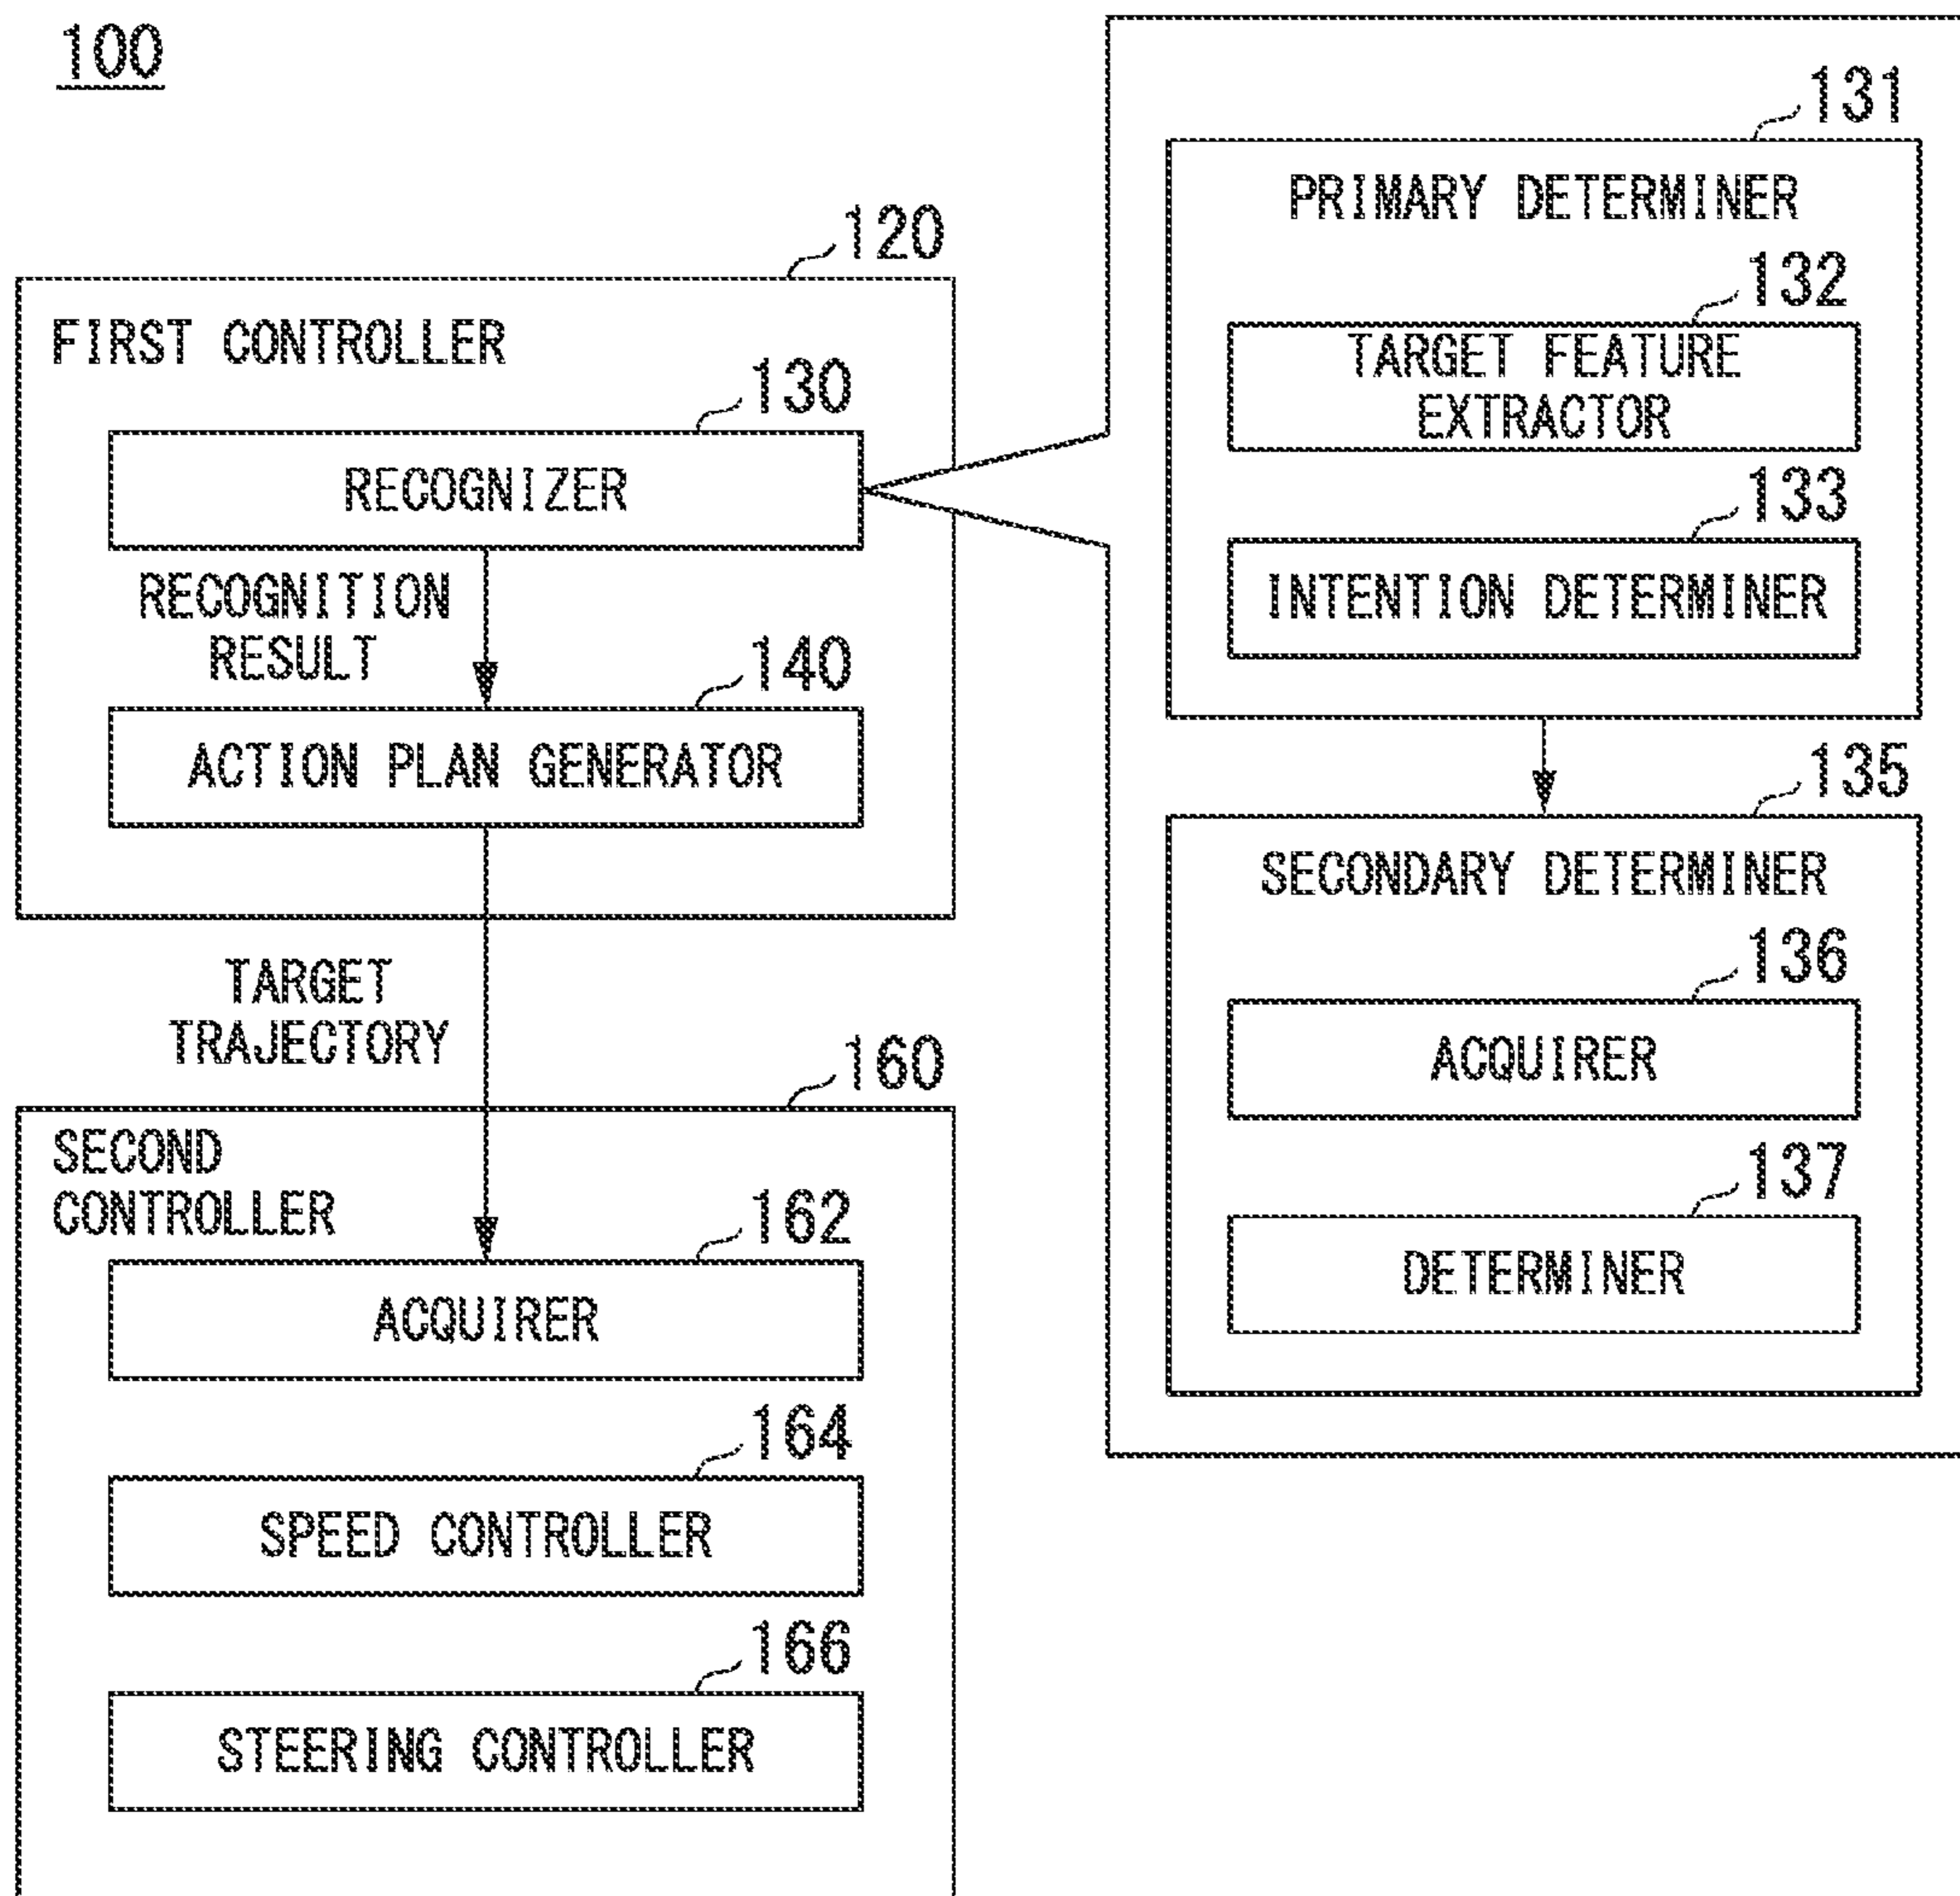 100
120
FIRST CONTROLLER
130
RECOGNIZER
RECOGNITION
RESULT
140
ACTION PLAN GENERATOR
TARGET
TRAJECTORY
160
SECOND
CONTROLLER
162
ACQUIRER
164
SPEED CONTROLLER
166
STEERING CONTROLLER
131
PRIMARY DETERMINER
132
TARGET FEATURE
EXTRACTOR
133
INTENTION DETERMINER
135
SECONDARY DETERMINER
136
ACQUIRER
137
DETERMINER